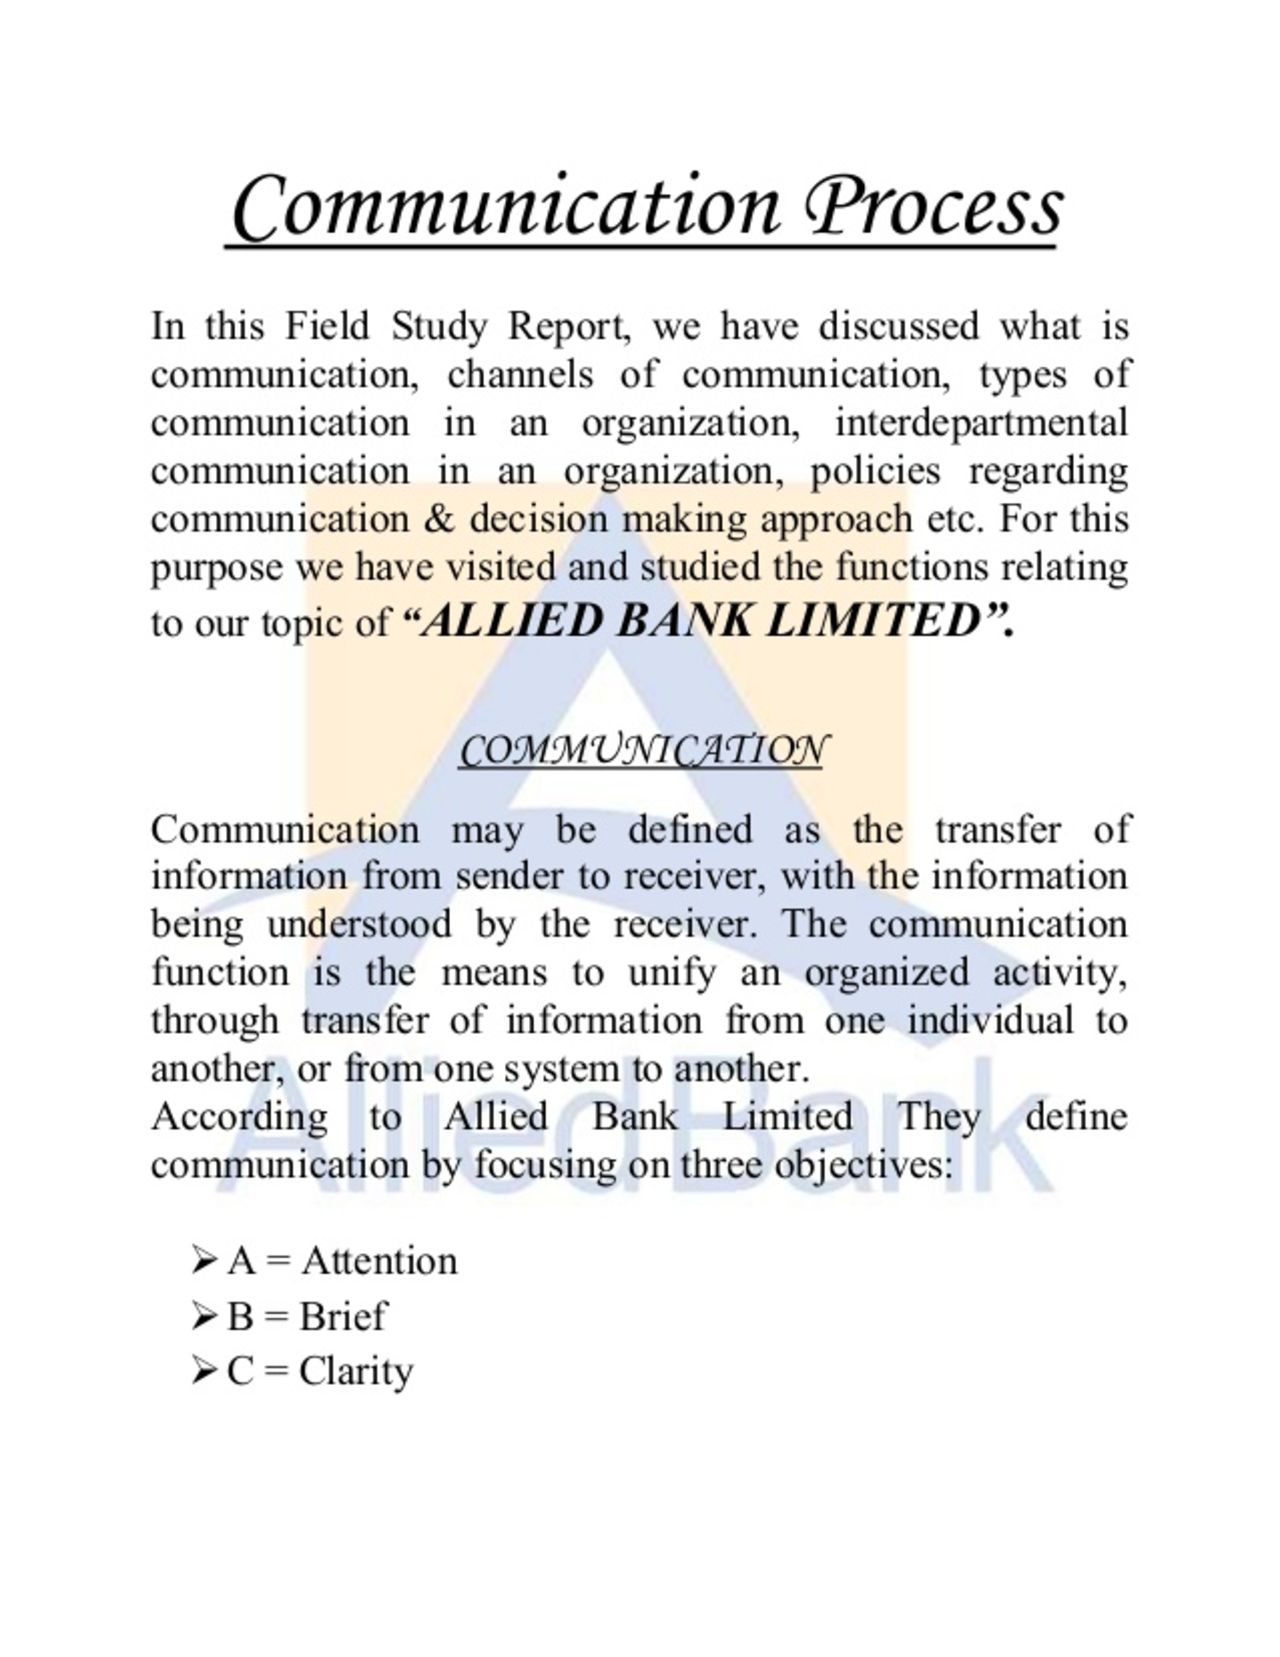 Communication Process
In this Field Study Report, we have discussed what is
communication, channels of communication, types of
communication in an organization, interdepartmental
communication in an organization, policies regarding
communication & decision making approach etc. For this
purpose we have visited and studied the functions relating
to our topic of “ALLIED BANK LIMITED”.
COMMUNICATION
Communication may be defined as the transfer of
information from sender to receiver, with the information
being understood by the receiver. The communication
function is the means to unify an organized activity,
through transfer of information from one individual to
another, or from one system to another.
According to Allied Bank Limited They define
communication by focusing on three objectives:
➢ A = Attention
➢ B = Brief
➢ C = Clarity
AlliedBank